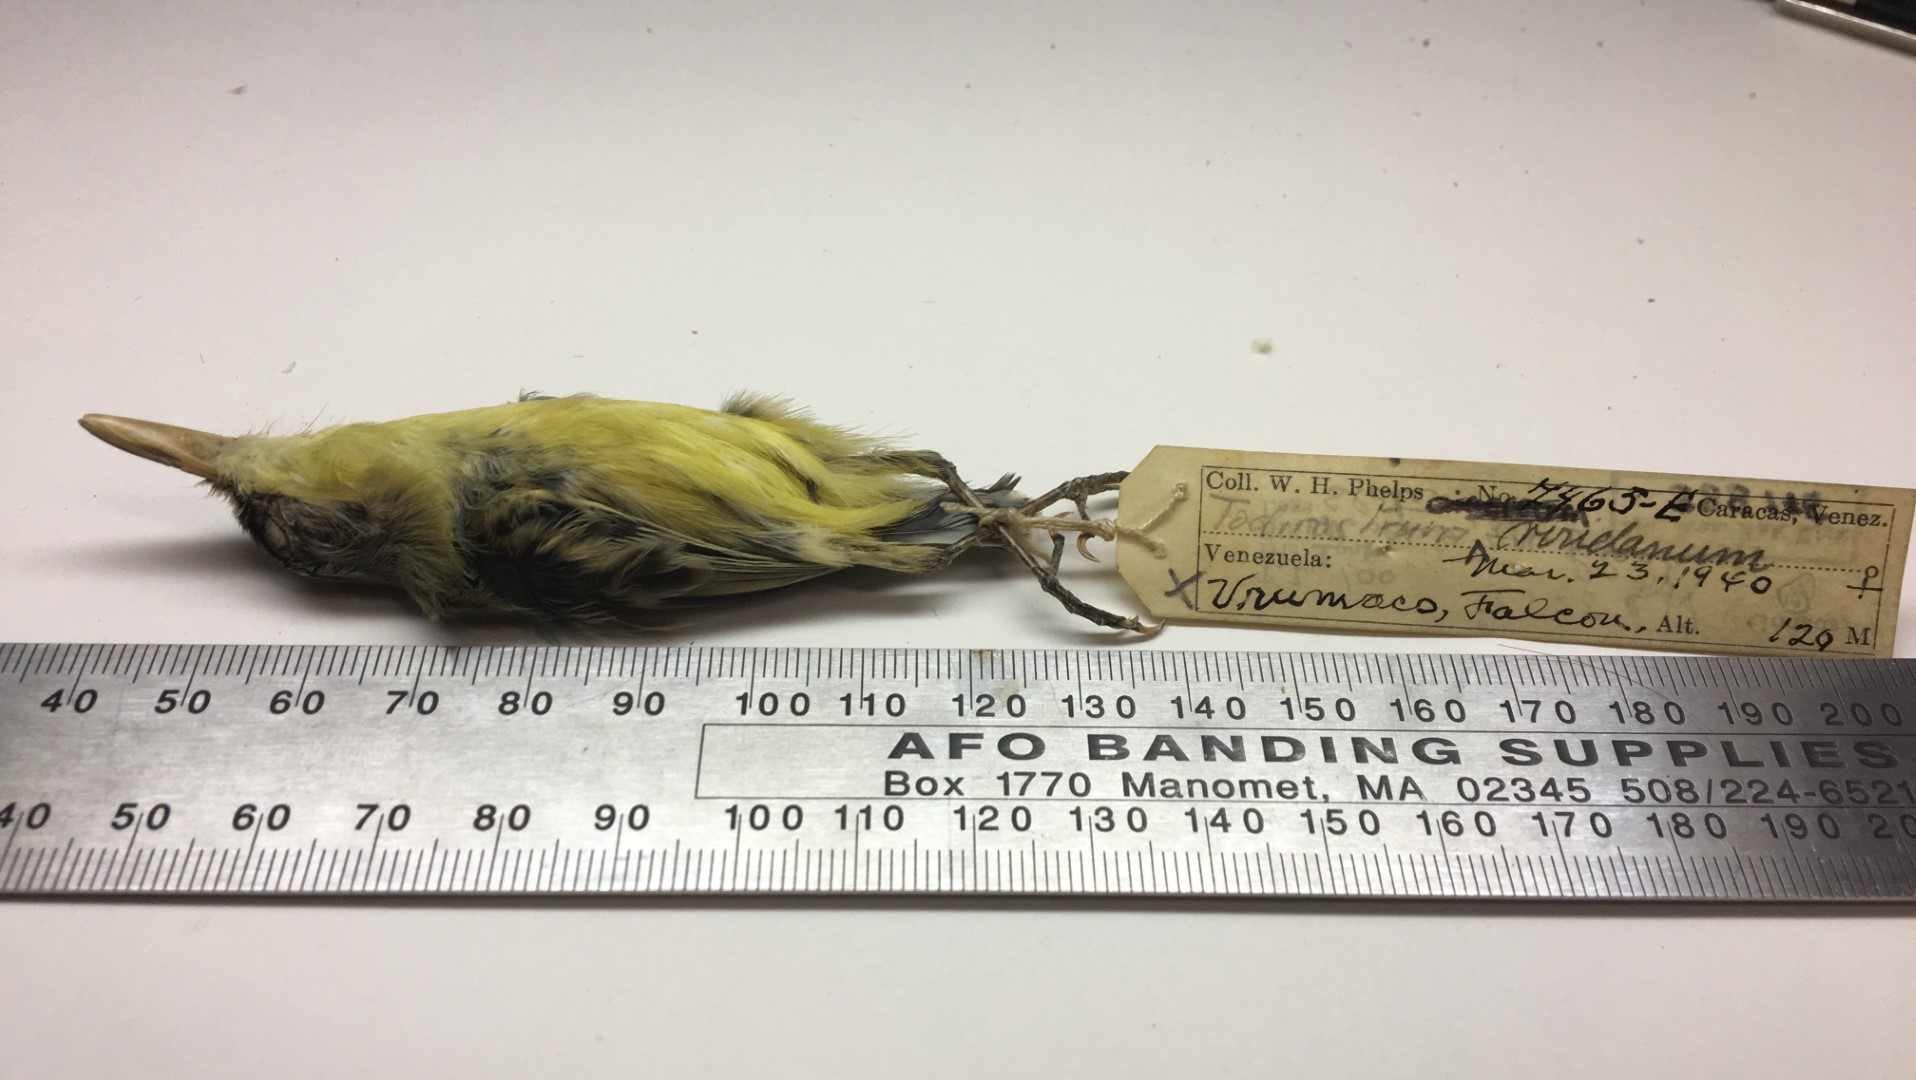 Coll. W. H. Phelps No. 7465-E Caracas, Venez.
Todirostrum viridanum
Venezuela: Mar. 23, 1940 ♀
X Urumaco, Falcon, Alt. 120 M
40 50 60 70 80 90 100 110 120 130 140 150 160 170 180 190 200
AFO BANDING SUPPLIES
Box 1770 Manomet, MA 02345 508/224-6521
40 50 60 70 80 90 100 110 120 130 140 150 160 170 180 190 20